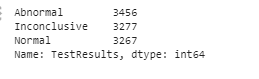 Abnormal 3456
Inconclusive 3277
Normal 3267
Name: TestResults, dtype: int64